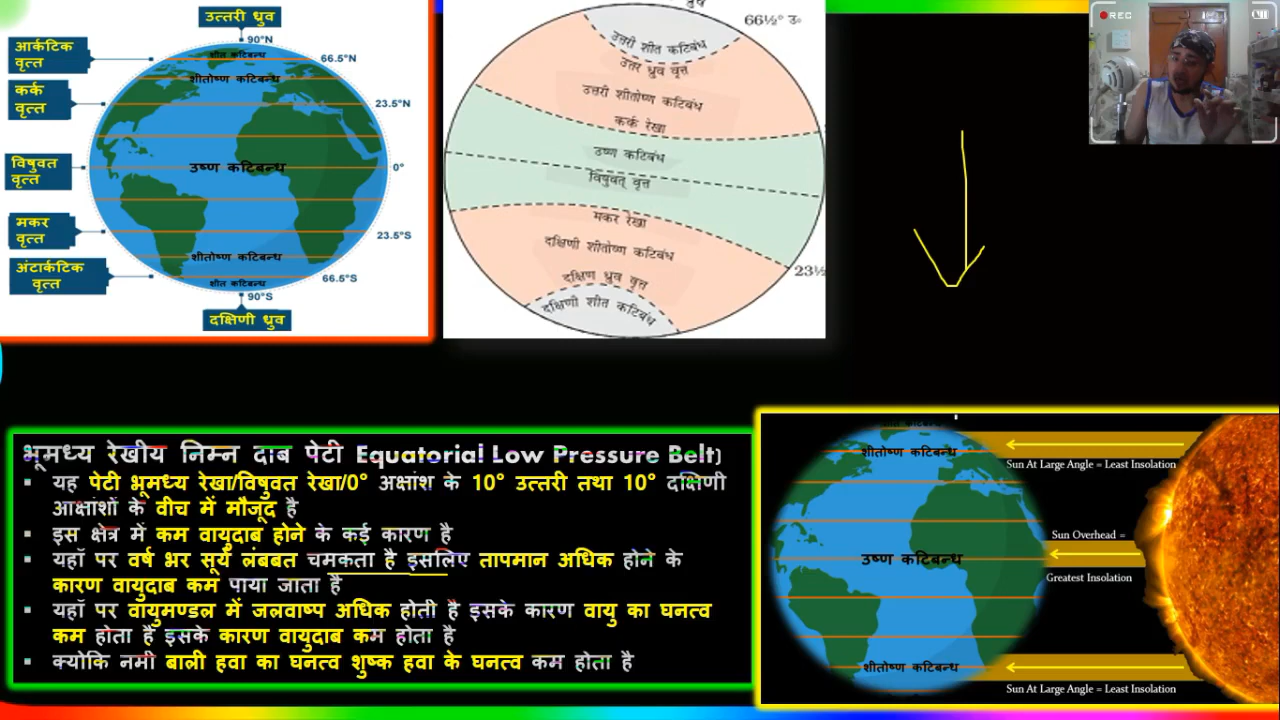 उत्तरी ध्रुव
90°N
आर्कटिक
वृत्त
शीत कटिबन्ध
66.5°N
शीतोष्ण कटिबन्ध
कर्क
वृत्त
23.5°N
विषुवत
वृत्त
उष्ण कटिबन्ध
0°
मकर
वृत्त
23.5°S
शीतोष्ण कटिबन्ध
अंटार्कटिक
वृत्त
शीत कटिबन्ध
66.5°S
90°S
दक्षिणी ध्रुव
66½° उ॰
उत्तरी शीत कटिबंध
उत्तर ध्रुव वृत्त
उत्तरी शीतोष्ण कटिबंध
कर्क रेखा
उष्ण कटिबंध
विषुवत् वृत्त
मकर रेखा
दक्षिणी शीतोष्ण कटिबंध
23½
दक्षिण ध्रुव वृत्त
दक्षिणी शीत कटिबंध
REC
भूमध्य रेखीय निम्न दाब पेटी Equatorial Low Pressure Belt)
▪ यह पेटी भूमध्य रेखा/विषुवत रेखा/0° अक्षांश के 10° उत्तरी तथा 10° दक्षिणी
आक्षाशों के वीच में मौजूद है
▪ इस क्षेत्र में कम वायुदाब होने के कई कारण है
▪ यहॉ पर वर्ष भर सूर्य लंबबत चमकता है इसलिए तापमान अधिक होने के
कारण वायुदाब कम पाया जाता है
▪ यहॉ पर वायुमण्डल में जलवाष्प अधिक होती है इसके कारण वायु का घनत्व
कम होता है इसके कारण वायुदाब कम होता है
▪ क्योकि नमी बाली हवा का घनत्व शुष्क हवा के घनत्व कम होता है
शीतोष्ण कटिबन्ध
Sun At Large Angle = Least Insolation
Sun Overhead =
उष्ण कटिबन्ध
Greatest Insolation
शीतोष्ण कटिबन्ध
Sun At Large Angle = Least Insolation